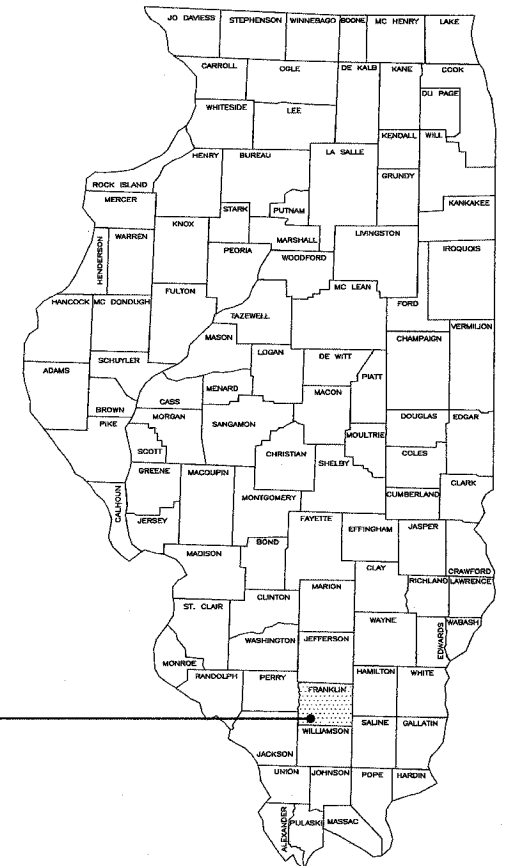 JO DAVIESS STEPHENSON WINNEBAGO BOONE MC HENRY LAKE
CARROLL OGLE DE KALB KANE COOK
DU PAGE
WHITESIDE LEE
KENDALL WILL
HENRY BUREAU LA SALLE
GRUNDY
ROCK ISLAND
MERCER KANKAKEE
STARK PUTNAM
KNOX
HENDERSON WARREN MARSHALL LIVINGSTON IROQUOIS
PEORIA WOODFORD
FULTON MC LEAN
HANCOCK MC DONOUGH FORD
TAZEWELL VERMILION
MASON CHAMPAIGN
LOGAN DE WITT
SCHUYLER
ADAMS PIATT
MENARD MACON
CASS
BROWN MORGAN DOUGLAS EDGAR
PIKE SANGAMON
MOULTRIE
SCOTT CHRISTIAN COLES
SHELBY
GREENE MACOUPIN
CLARK
CALHOUN MONTGOMERY CUMBERLAND
JERSEY FAYETTE EFFINGHAM JASPER
BOND
MADISON CLAY CRAWFORD
RICHLAND LAWRENCE
CLINTON MARION
ST. CLAIR WAYNE EDWARDS WABASH
WASHINGTON JEFFERSON
MONROE
RANDOLPH PERRY HAMILTON WHITE
FRANKLIN
SALINE GALLATIN
WILLIAMSON
JACKSON
UNION JOHNSON POPE HARDIN
ALEXANDER PULASKI MASSAC